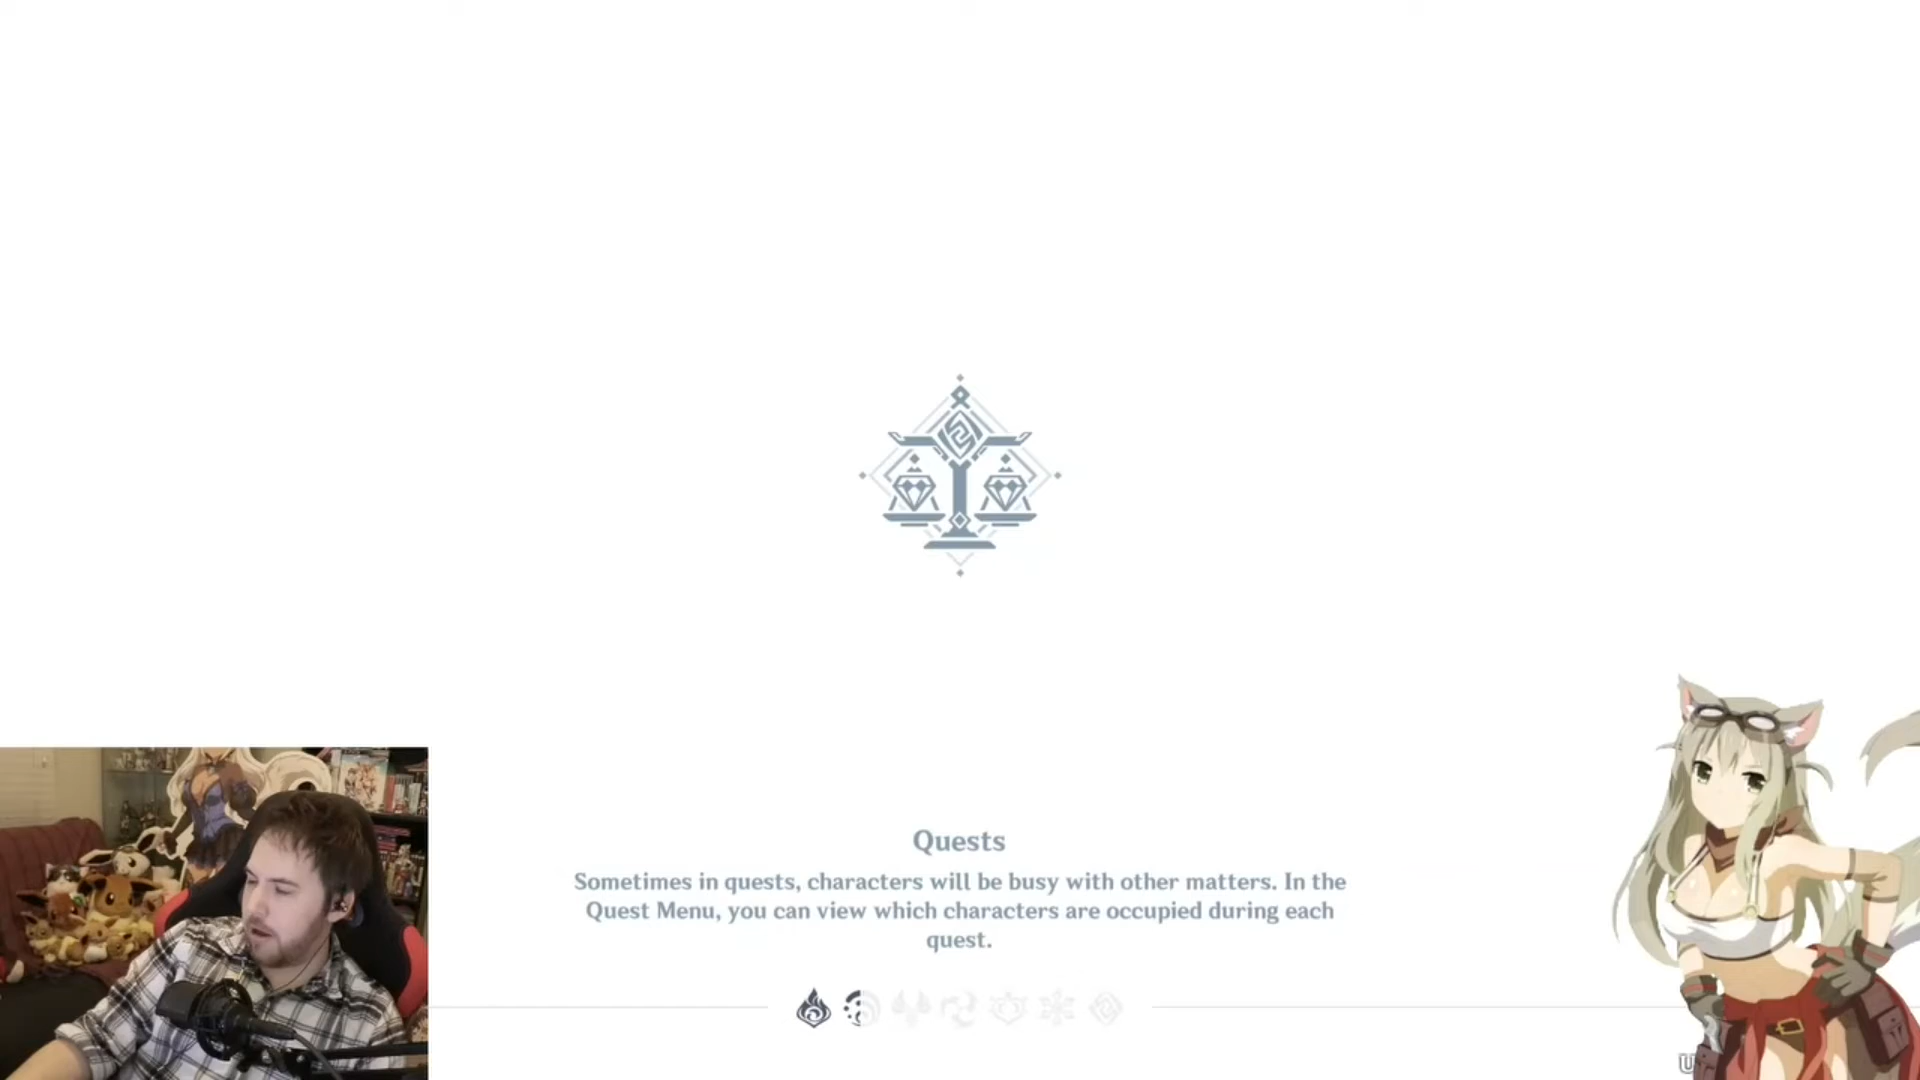 Quests
Sometimes in quests, characters will be busy with other matters. In the
Quest Menu, you can view which characters are occupied during each
quest.
U